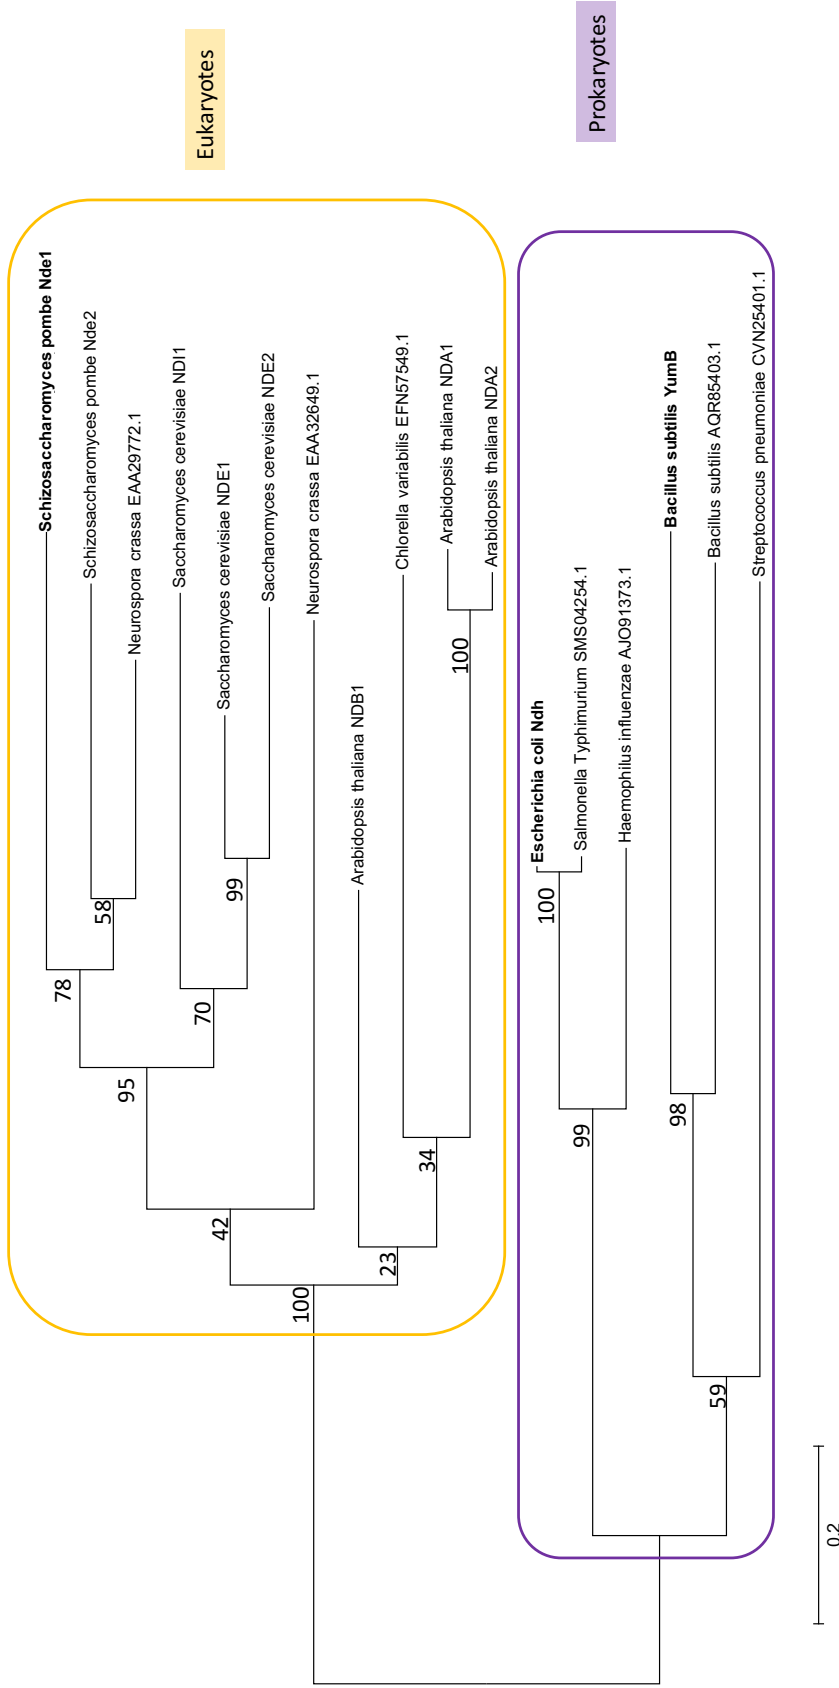 Eukaryotes
Prokaryotes
Schizosaccharomyces pombe Nde1
Schizosaccharomyces pombe Nde2
Neurospora crassa EAA29772.1
Saccharomyces cerevisiae NDI1
Saccharomyces cerevisiae NDE1
Saccharomyces cerevisiae NDE2
Neurospora crassa EAA32649.1
Arabidopsis thaliana NDB1
Chlorella variabilis EFN57549.1
Arabidopsis thaliana NDA1
Arabidopsis thaliana NDA2
Escherichia coli Ndh
Salmonella Typhimurium SMS04254.1
Haemophilus influenzae AJO91373.1
Bacillus subtilis YumB
Bacillus subtilis AQR85403.1
Streptococcus pneumoniae CVN25401.1
78
58
95
70
99
42
100
23
34
100
100
99
98
59
0.2